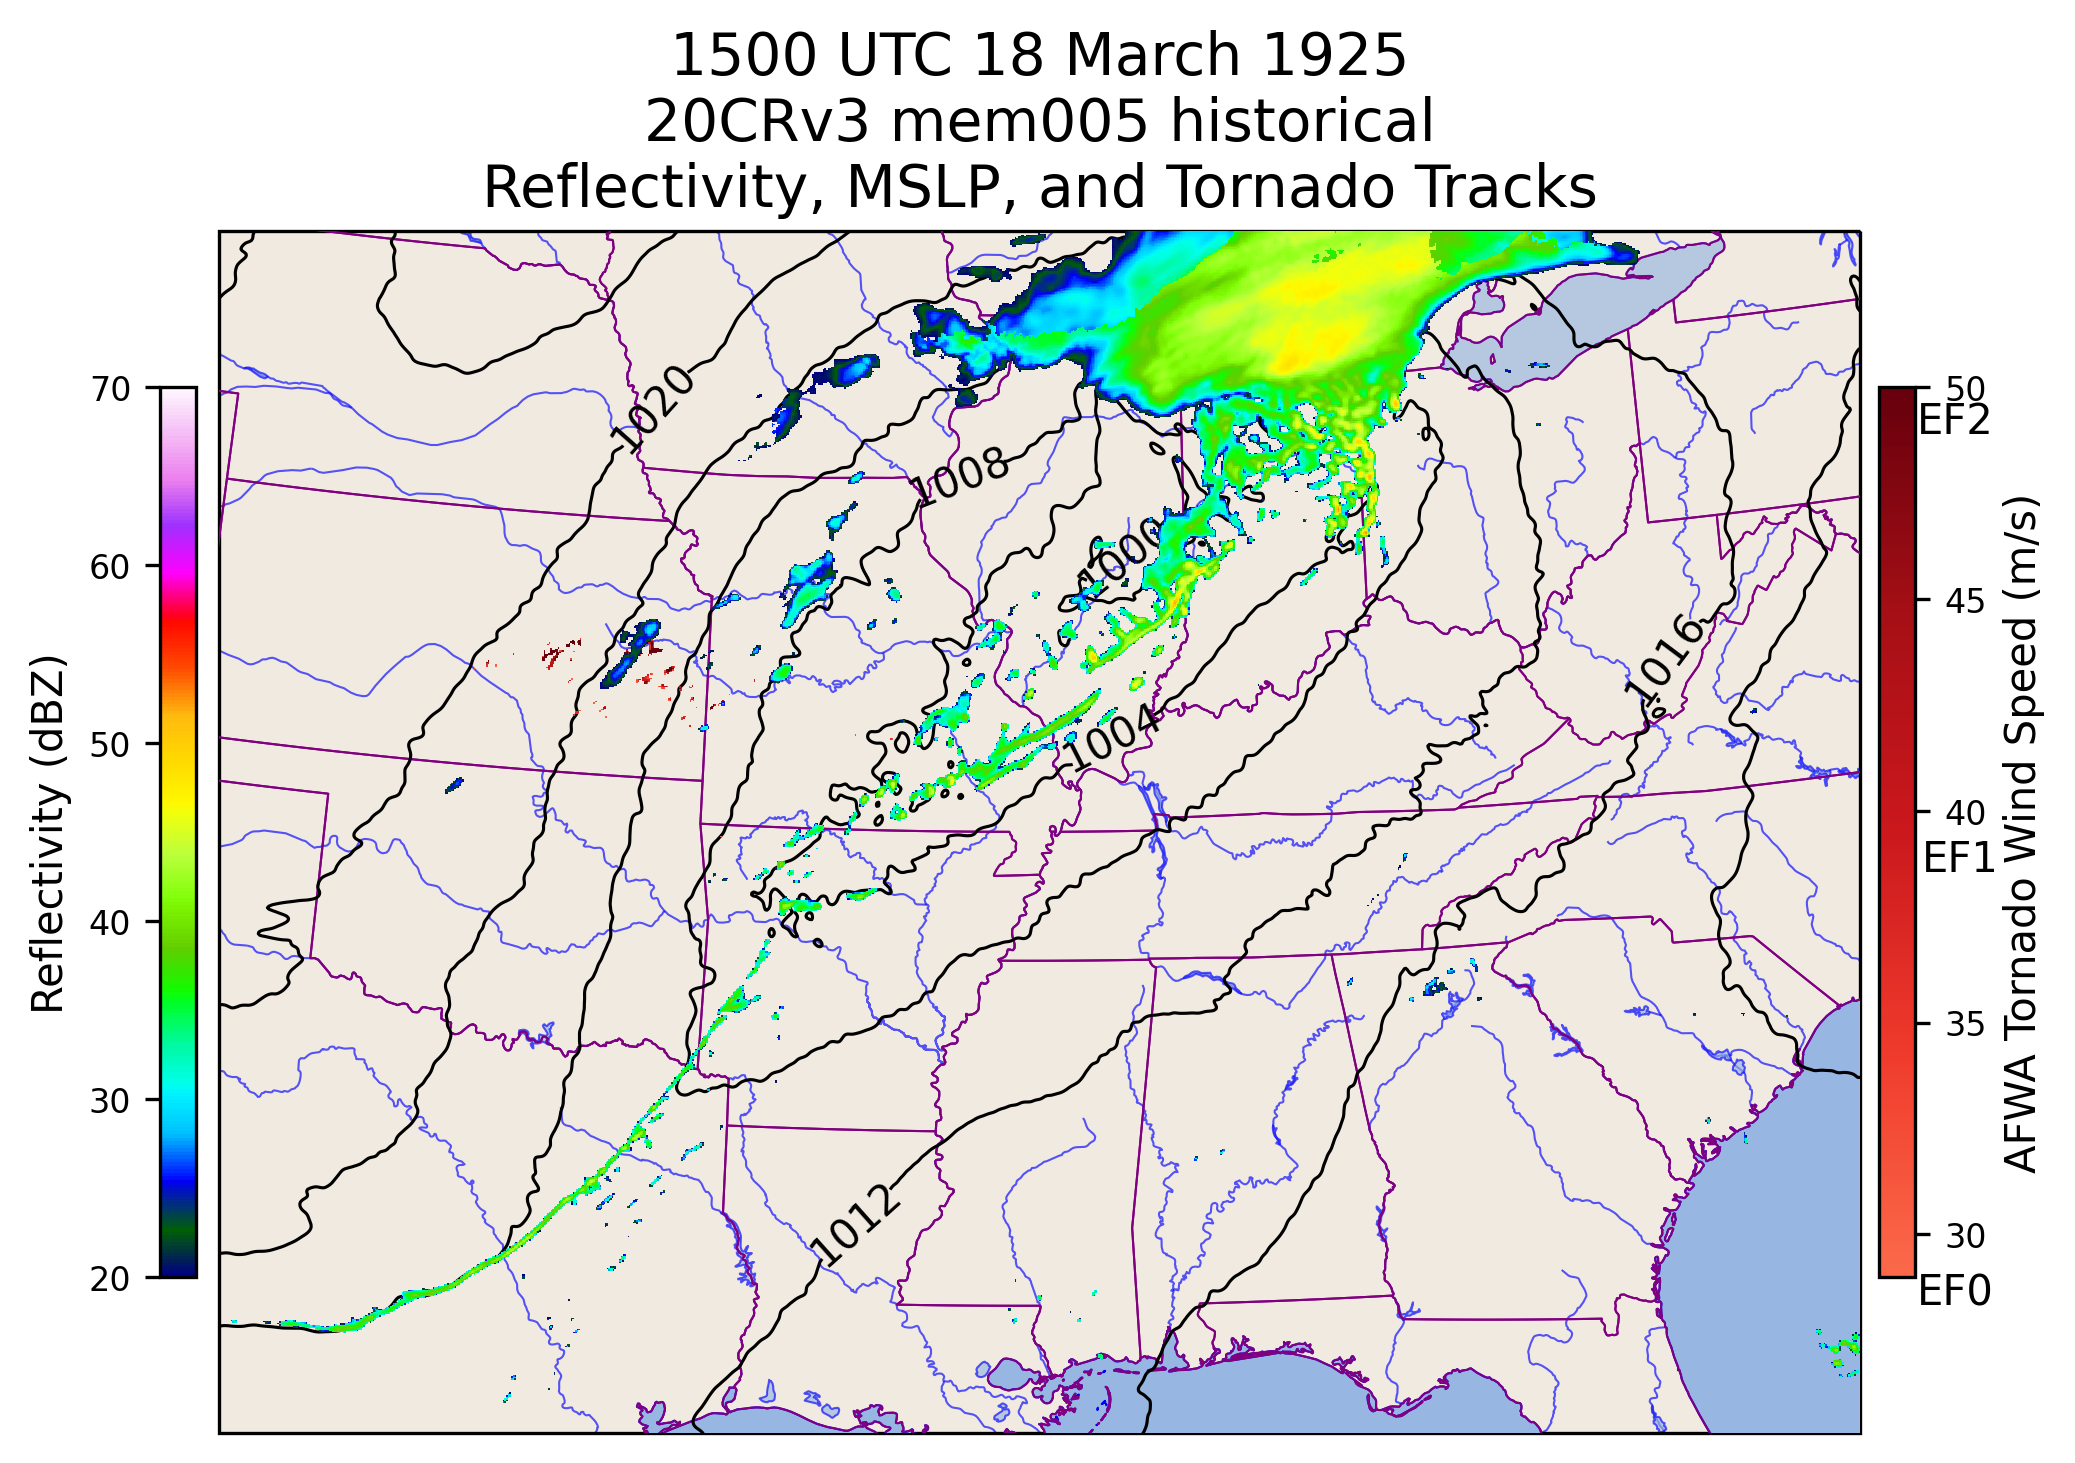 1500 UTC 18 March 1925
20CRv3 mem005 historical
Reflectivity, MSLP, and Tornado Tracks
Reflectivity (dBZ)
70
60
50
40
30
20
1020
1008
1000
1004
1016
1012
50
EF2
45
40
EF1
35
30
EF0
AFWA Tornado Wind Speed (m/s)